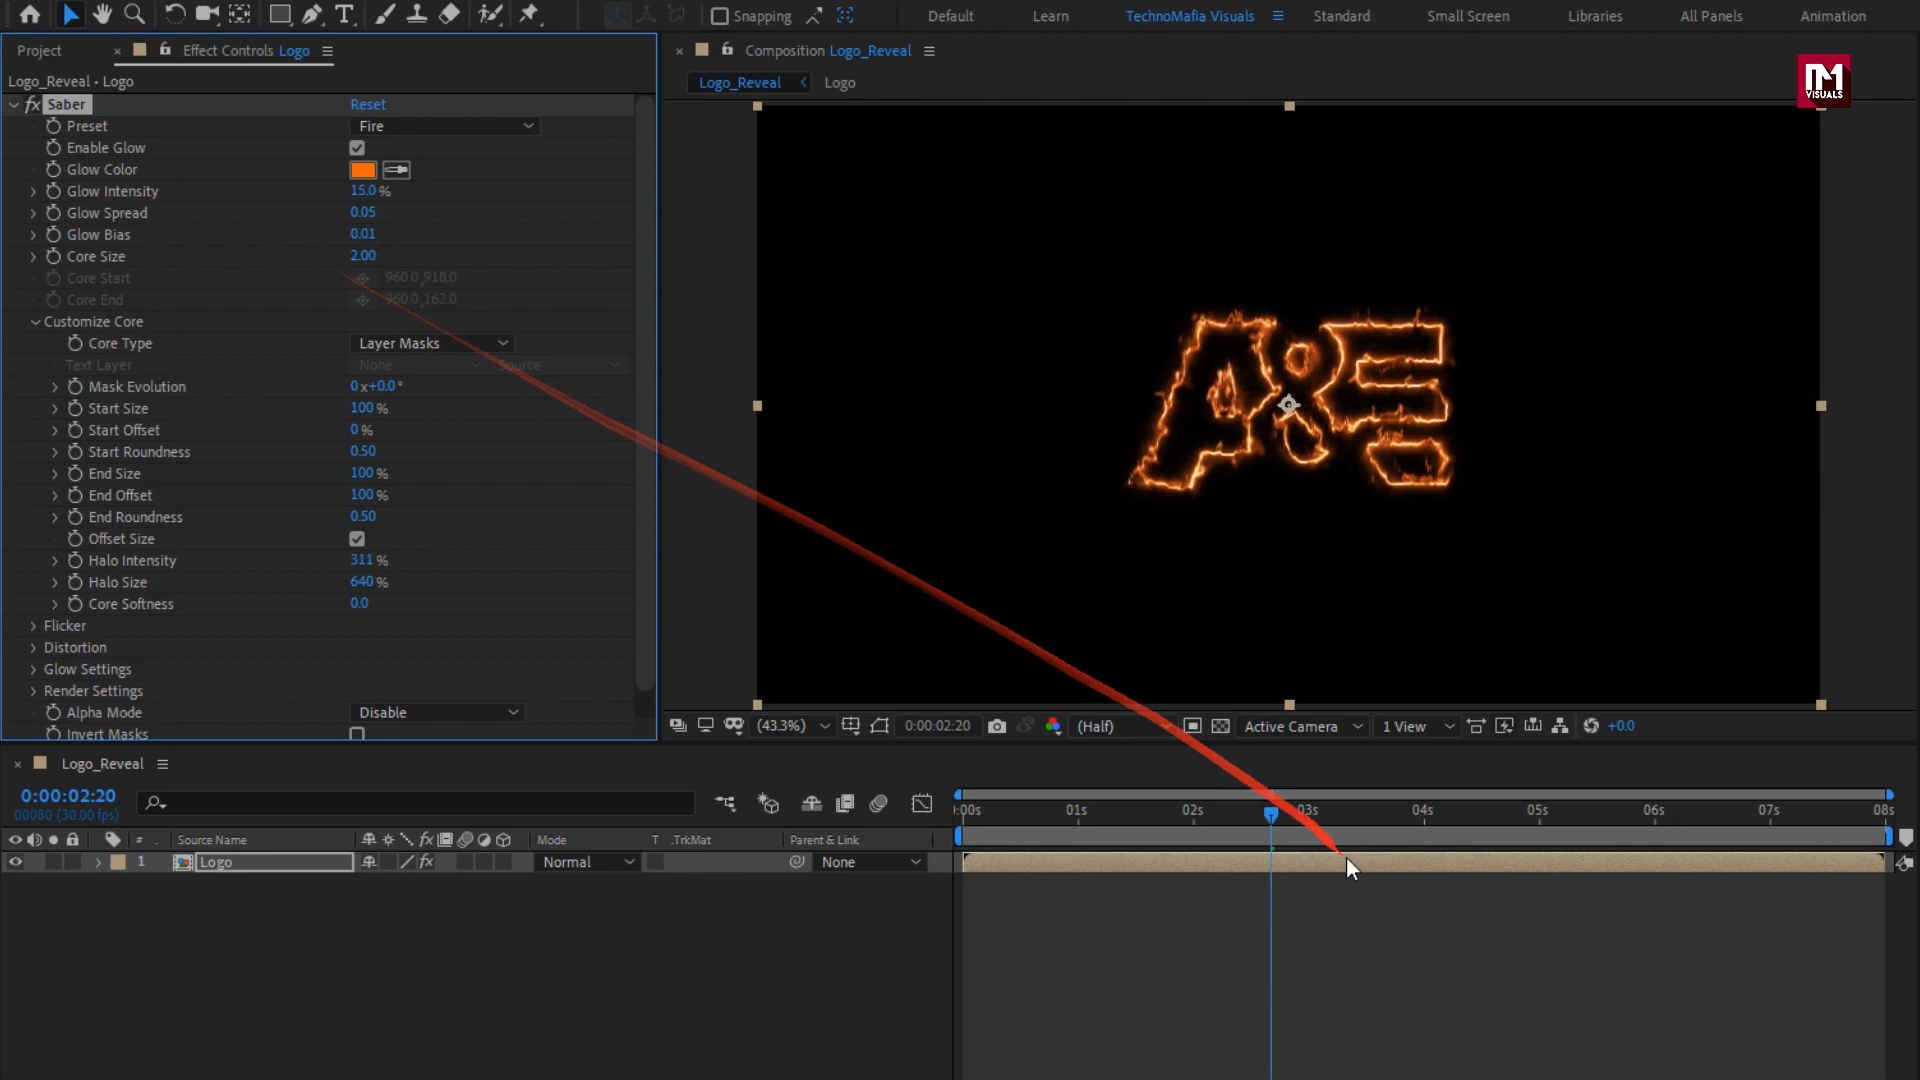 Snapping
Default
Learn
TechnoMafia Visuals
Standard
Small Screen
Libraries
All Panels
Animation
Project
Effect Controls Logo
Composition Logo_Reveal
Logo_Reveal
Logo
VISUALS
Logo_Reveal • Logo
fx Saber Reset
Preset Fire
Enable Glow
Glow Color
Glow Intensity 15.0 %
Glow Spread 0.05
Glow Bias 0.01
Core Size 2.00
Core Start 960.0,918.0
Core End 960.0,162.0
Customize Core
Core Type Layer Masks
Text Layer None Source
Mask Evolution 0x+0.0°
Start Size 100 %
Start Offset 0 %
Start Roundness 0.50
End Size 100 %
End Offset 100 %
End Roundness 0.50
Offset Size
Halo Intensity 311 %
Halo Size 640 %
Core Softness 0.0
Flicker
Distortion
Glow Settings
Render Settings
Alpha Mode Disable
Invert Masks
(43.3%)
0:00:02:20
(Half)
Active Camera
1 View
+0.0
Logo_Reveal
0:00:02:20
00080 (30.00 fps)
:00s 01s 02s 03s 04s 05s 06s 07s 08s
# . Source Name fx Mode T .TrkMat Parent & Link
1 Logo fx Normal None